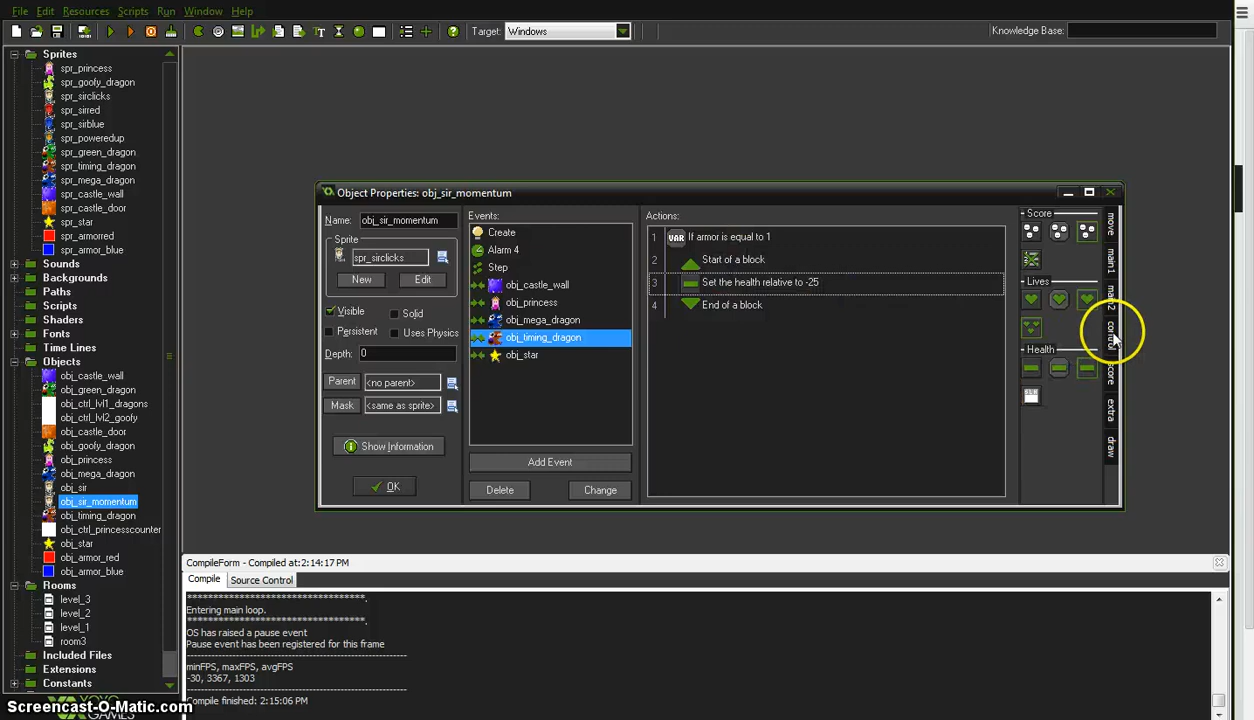 File Edit Resources Scripts Run Window Help
Target: Windows
Knowledge Base:
Sprites
spr_princess
spr_goofy_dragon
spr_sirclicks
spr_sirred
spr_sirblue
spr_poweredup
spr_green_dragon
spr_timing_dragon
spr_mega_dragon
spr_castle_wall
spr_castle_door
spr_star
spr_armorred
spr_armor_blue
Sounds
Backgrounds
Paths
Scripts
Shaders
Fonts
Time Lines
Objects
obj_castle_wall
obj_green_dragon
obj_ctrl_lvl1_dragons
obj_ctrl_lvl2_goofy
obj_castle_door
obj_goofy_dragon
obj_princess
obj_mega_dragon
obj_sir
obj_sir_momentum
obj_timing_dragon
obj_ctrl_princesscounter
obj_star
obj_armor_red
obj_armor_blue
Rooms
level_3
level_2
level_1
room3
Included Files
Extensions
Constants
Object Properties: obj_sir_momentum
Name: obj_sir_momentum
Sprite
spr_sirclicks
New Edit
Visible Solid
Persistent Uses Physics
Depth: 0
Parent <no parent>
Mask <same as sprite>
Show Information
OK
Events:
Create
Alarm 4
Step
obj_castle_wall
obj_princess
obj_mega_dragon
obj_timing_dragon
obj_star
Add Event
Delete Change
Actions:
1 VAR If armor is equal to 1
2 Start of a block
3 Set the health relative to -25
4 End of a block
Score
Lives
Health
move
main1
main2
control
score
extra
draw
CompileForm - Compiled at:2:14:17 PM
Compile Source Control
***********************************.
Entering main loop.
***********************************.
OS has raised a pause event
Pause event has been registered for this frame
minFPS, maxFPS, avgFPS
-30, 3367, 1303
Compile finished: 2:15:06 PM
YOYO
GAMES
Screencast-O-Matic.com